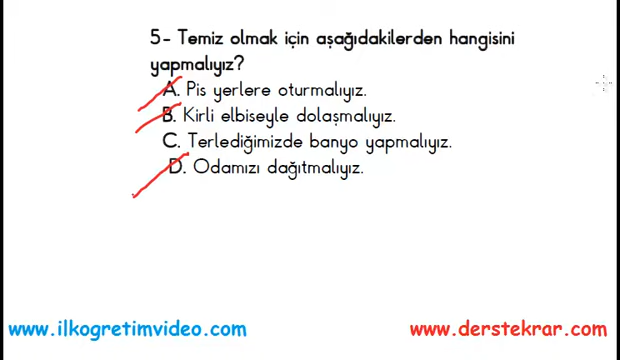 5- Temiz olmak için aşağıdakilerden hangisini
yapmalıyız?
A. Pis yerlere oturmalıyız.
B. Kirli elbiseyle dolaşmalıyız.
C. Terlediğimizde banyo yapmalıyız.
D. Odamızı dağıtmalıyız.
www.ilkogretimvideo.com
www.derstekrar.com